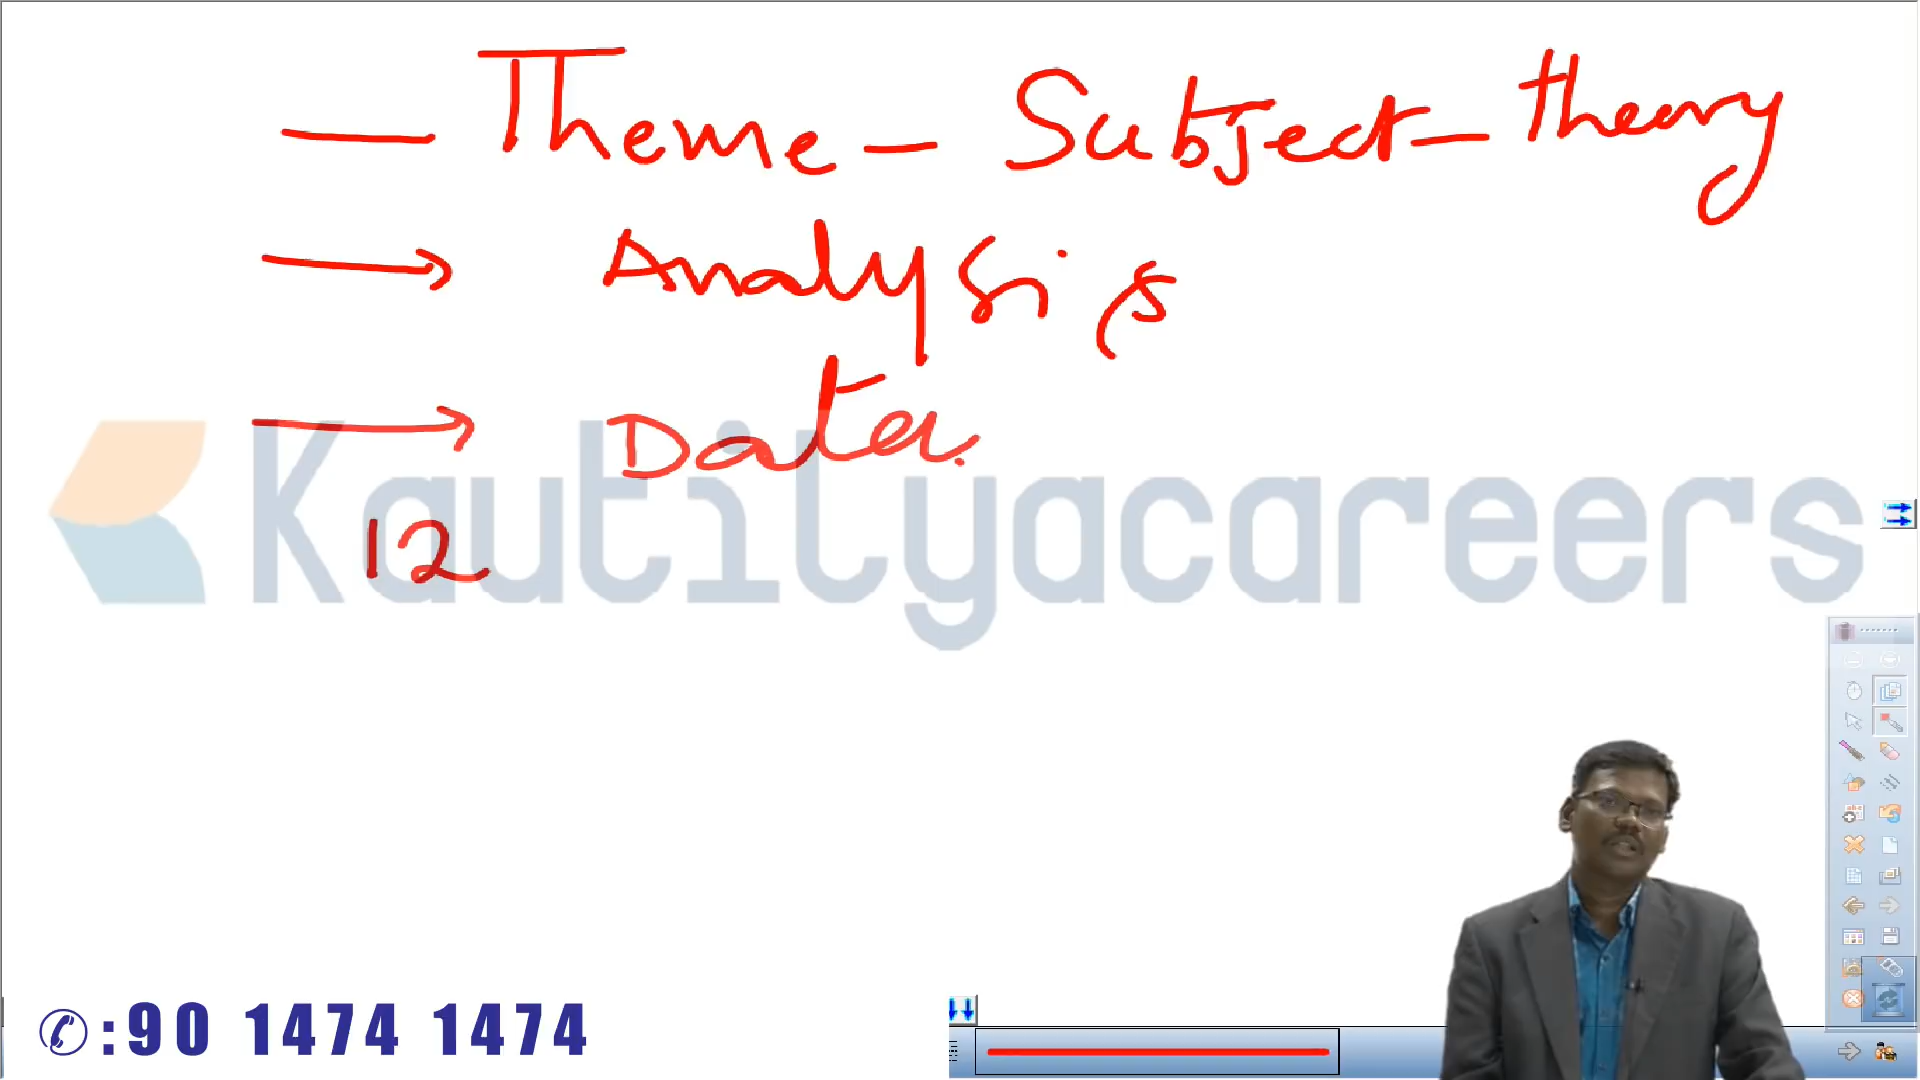 — Theme – Subject – theory
→ Analysis
→ Data
Kautilyacareers
12
✆:90 1474 1474